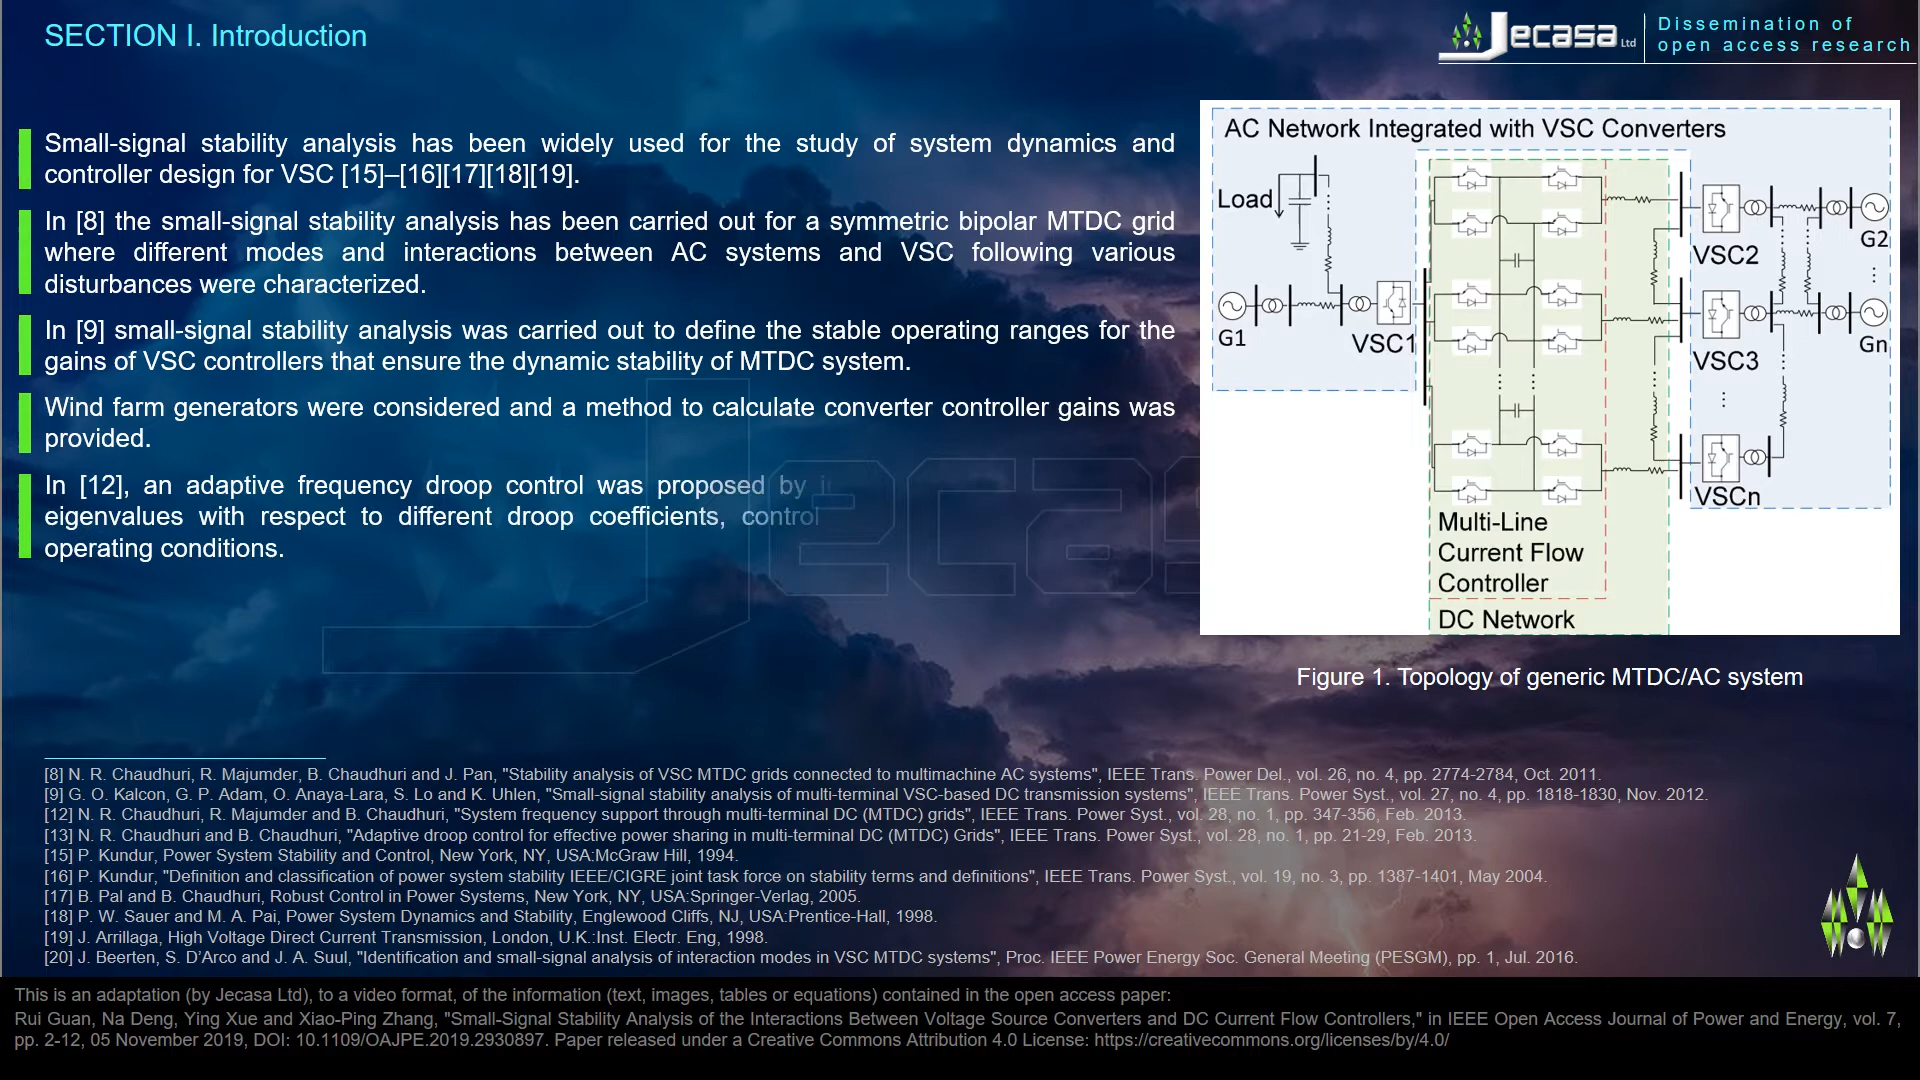 SECTION I. Introduction
Jecasa Ltd
Dissemination of
open access research
Small-signal stability analysis has been widely used for the study of system dynamics and
controller design for VSC [15]–[16][17][18][19].
In [8] the small-signal stability analysis has been carried out for a symmetric bipolar MTDC grid
where different modes and interactions between AC systems and VSC following various
disturbances were characterized.
In [9] small-signal stability analysis was carried out to define the stable operating ranges for the
gains of VSC controllers that ensure the dynamic stability of MTDC system.
Wind farm generators were considered and a method to calculate converter controller gains was
provided.
In [12], an adaptive frequency droop control was proposed by
eigenvalues with respect to different droop coefficients, control
operating conditions.
AC Network Integrated with VSC Converters
Load
G1
VSC1
VSC2
G2
VSC3
Gn
VSCn
Multi-Line
Current Flow
Controller
DC Network
Figure 1. Topology of generic MTDC/AC system
[8] N. R. Chaudhuri, R. Majumder, B. Chaudhuri and J. Pan, "Stability analysis of VSC MTDC grids connected to multimachine AC systems", IEEE Trans. Power Del., vol. 26, no. 4, pp. 2774-2784, Oct. 2011.
[9] G. O. Kalcon, G. P. Adam, O. Anaya-Lara, S. Lo and K. Uhlen, "Small-signal stability analysis of multi-terminal VSC-based DC transmission systems", IEEE Trans. Power Syst., vol. 27, no. 4, pp. 1818-1830, Nov. 2012.
[12] N. R. Chaudhuri, R. Majumder and B. Chaudhuri, "System frequency support through multi-terminal DC (MTDC) grids", IEEE Trans. Power Syst., vol. 28, no. 1, pp. 347-356, Feb. 2013.
[13] N. R. Chaudhuri and B. Chaudhuri, "Adaptive droop control for effective power sharing in multi-terminal DC (MTDC) Grids", IEEE Trans. Power Syst., vol. 28, no. 1, pp. 21-29, Feb. 2013.
[15] P. Kundur, Power System Stability and Control, New York, NY, USA:McGraw Hill, 1994.
[16] P. Kundur, "Definition and classification of power system stability IEEE/CIGRE joint task force on stability terms and definitions", IEEE Trans. Power Syst., vol. 19, no. 3, pp. 1387-1401, May 2004.
[17] B. Pal and B. Chaudhuri, Robust Control in Power Systems, New York, NY, USA:Springer-Verlag, 2005.
[18] P. W. Sauer and M. A. Pai, Power System Dynamics and Stability, Englewood Cliffs, NJ, USA:Prentice-Hall, 1998.
[19] J. Arrillaga, High Voltage Direct Current Transmission, London, U.K.:Inst. Electr. Eng, 1998.
[20] J. Beerten, S. D’Arco and J. A. Suul, "Identification and small-signal analysis of interaction modes in VSC MTDC systems", Proc. IEEE Power Energy Soc. General Meeting (PESGM), pp. 1, Jul. 2016.
This is an adaptation (by Jecasa Ltd), to a video format, of the information (text, images, tables or equations) contained in the open access paper:
Rui Guan, Na Deng, Ying Xue and Xiao-Ping Zhang, "Small-Signal Stability Analysis of the Interactions Between Voltage Source Converters and DC Current Flow Controllers," in IEEE Open Access Journal of Power and Energy, vol. 7,
pp. 2-12, 05 November 2019, DOI: 10.1109/OAJPE.2019.2930897. Paper released under a Creative Commons Attribution 4.0 License: https://creativecommons.org/licenses/by/4.0/